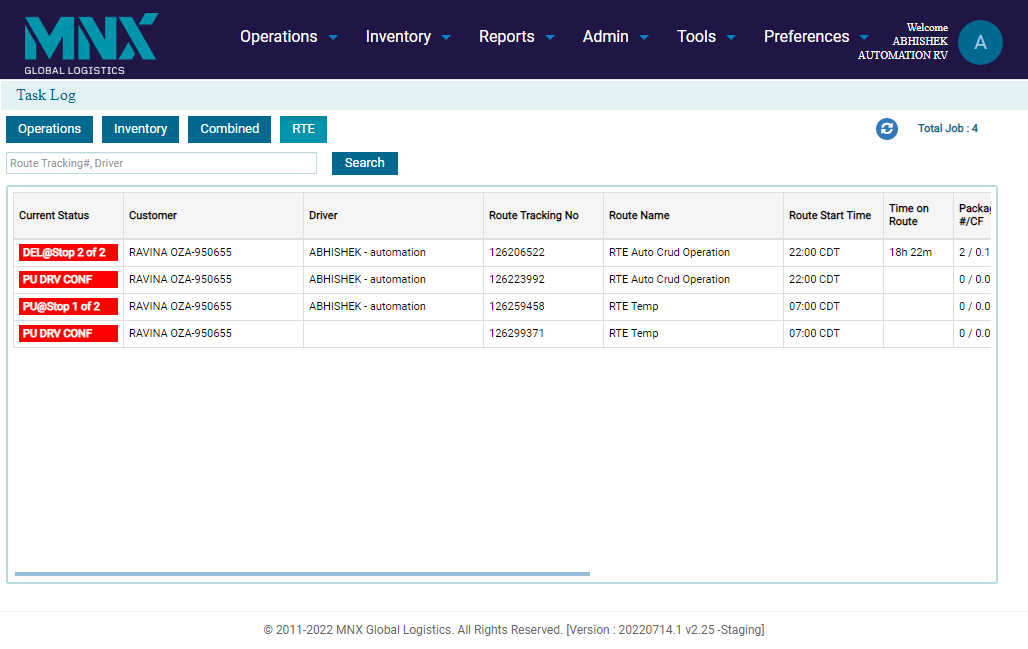 MNX
GLOBAL LOGISTICS
Operations Inventory Reports Admin Tools Preferences
Welcome
ABHISHEK
AUTOMATION RV
A
Task Log
Operations Inventory Combined RTE
Total Job : 4
Route Tracking#, Driver Search
Current Status Customer Driver Route Tracking No Route Name Route Start Time Time on Route #/CF
DEL@Stop 2 of 2 RAVINA OZA-950655 ABHISHEK - automation 126206522 RTE Auto Crud Operation 22:00 CDT 18h 22m 2 / 0.1
PU DRV CONF RAVINA OZA-950655 ABHISHEK - automation 126223992 RTE Auto Crud Operation 22:00 CDT 0 / 0.0
PU@Stop 1 of 2 RAVINA OZA-950655 ABHISHEK - automation 126259458 RTE Temp 07:00 CDT 0 / 0.0
PU DRV CONF RAVINA OZA-950655 126299371 RTE Temp 07:00 CDT 0 / 0.0
© 2011-2022 MNX Global Logistics. All Rights Reserved. [Version : 20220714.1 v2.25 -Staging]